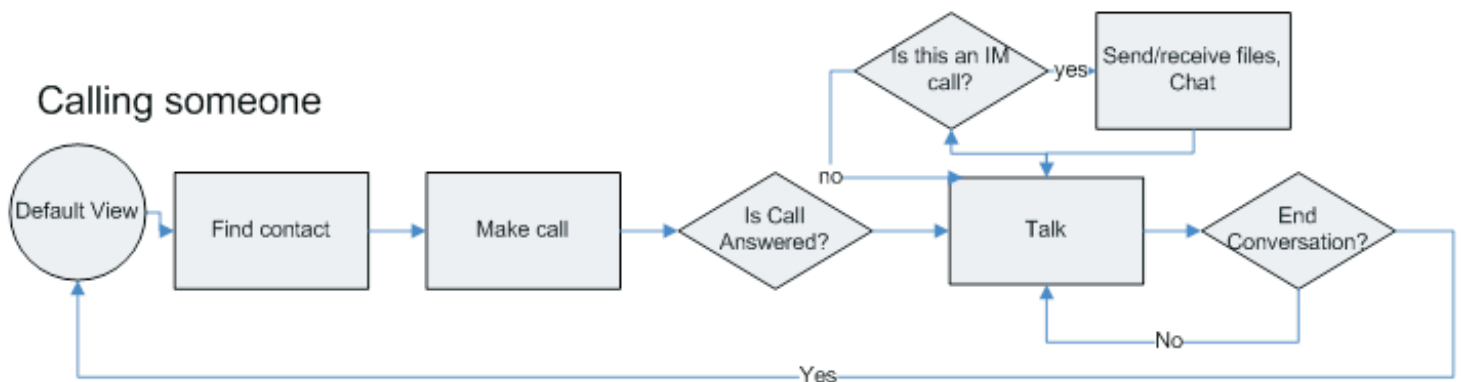 Calling someone
Default View
Find contact
Make call
Is Call
Answered?
Talk
End
Conversation?
Is this an IM
call?
yes
Send/receive files,
Chat
no
No
Yes